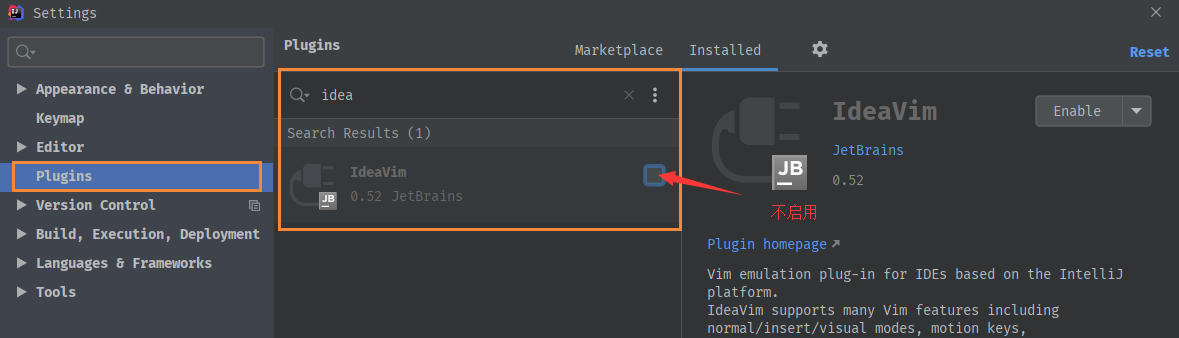 Settings
Plugins
Marketplace
Installed
Reset
Appearance & Behavior
Keymap
Editor
Plugins
Version Control
Build, Execution, Deployment
Languages & Frameworks
Tools
idea
Search Results (1)
IdeaVim
0.52 JetBrains
JB
不启用
IdeaVim
Enable
JetBrains
JB
0.52
Plugin homepage
Vim emulation plug-in for IDEs based on the IntelliJ
platform.
IdeaVim supports many Vim features including
normal/insert/visual modes, motion keys,